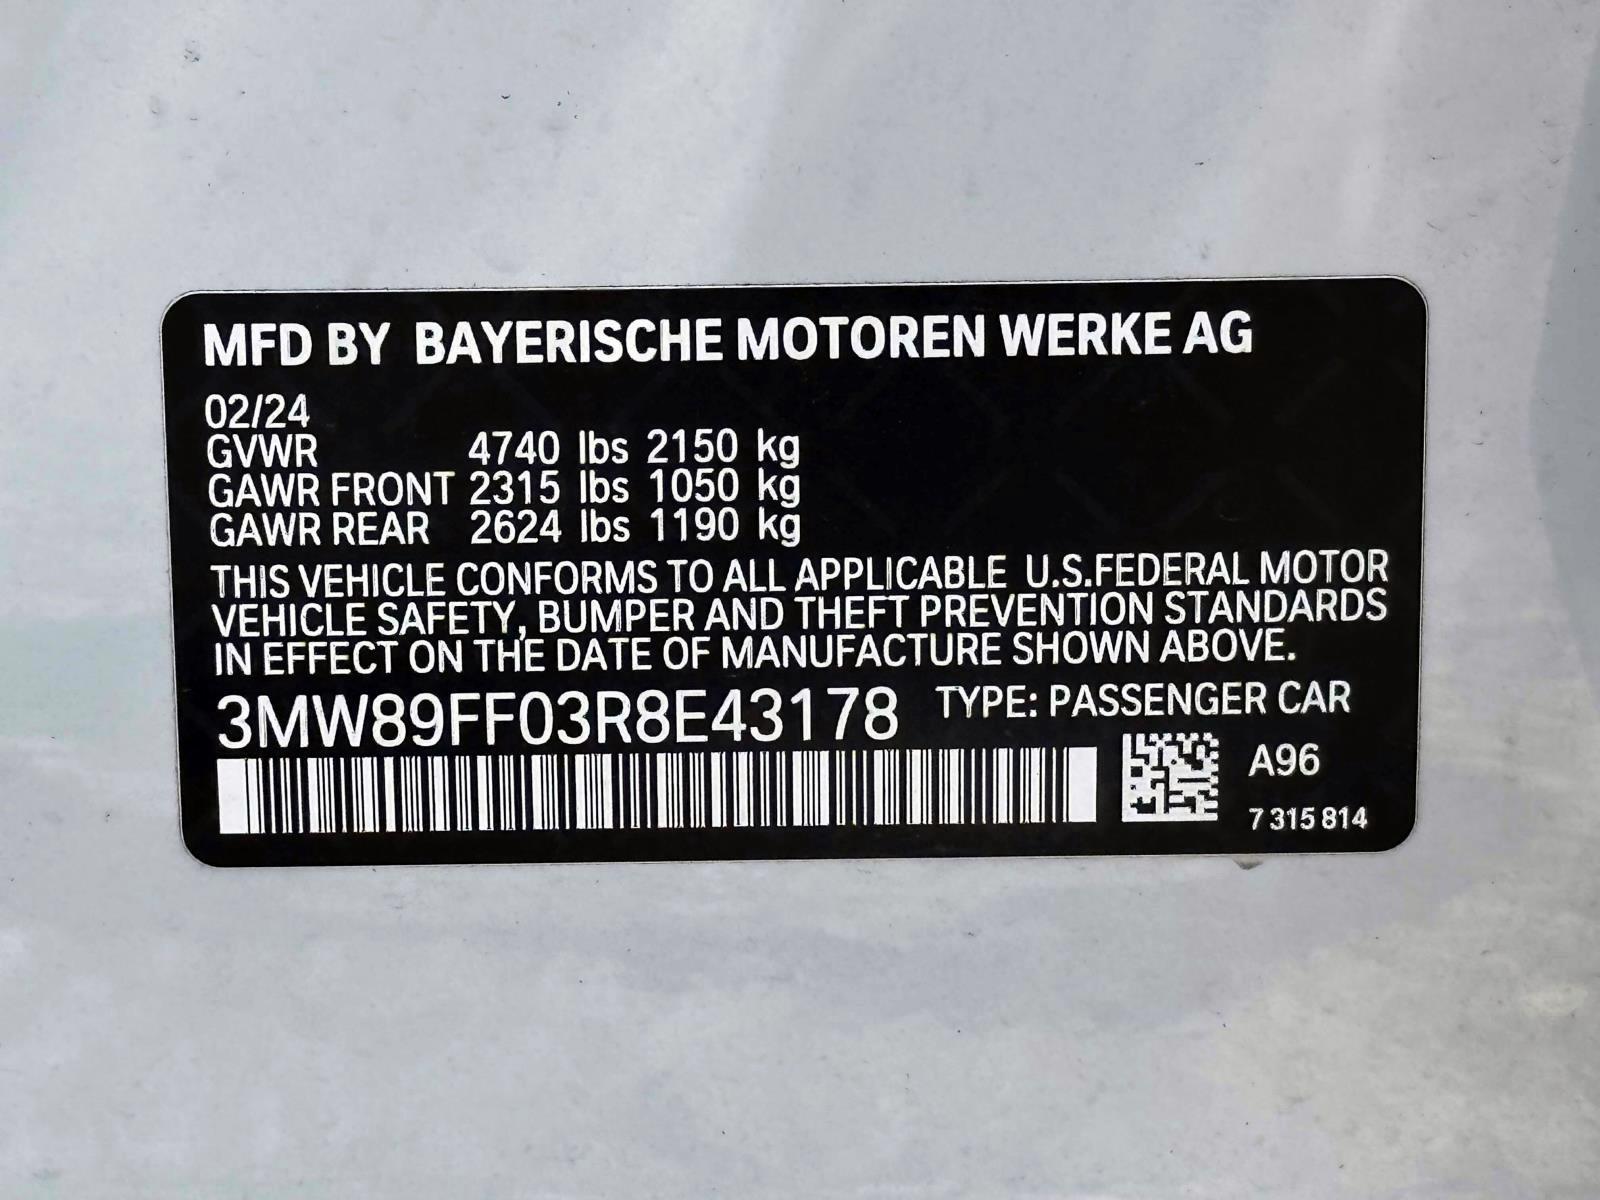 MFD BY BAYERISCHE MOTOREN WERKE AG
02/24
GVWR 4740 lbs 2150 kg
GAWR FRONT 2315 lbs 1050 kg
GAWR REAR 2624 lbs 1190 kg
THIS VEHICLE CONFORMS TO ALL APPLICABLE U.S.FEDERAL MOTOR
VEHICLE SAFETY, BUMPER AND THEFT PREVENTION STANDARDS
IN EFFECT ON THE DATE OF MANUFACTURE SHOWN ABOVE.
3MW89FF03R8E43178 TYPE: PASSENGER CAR
A96
7 315 814